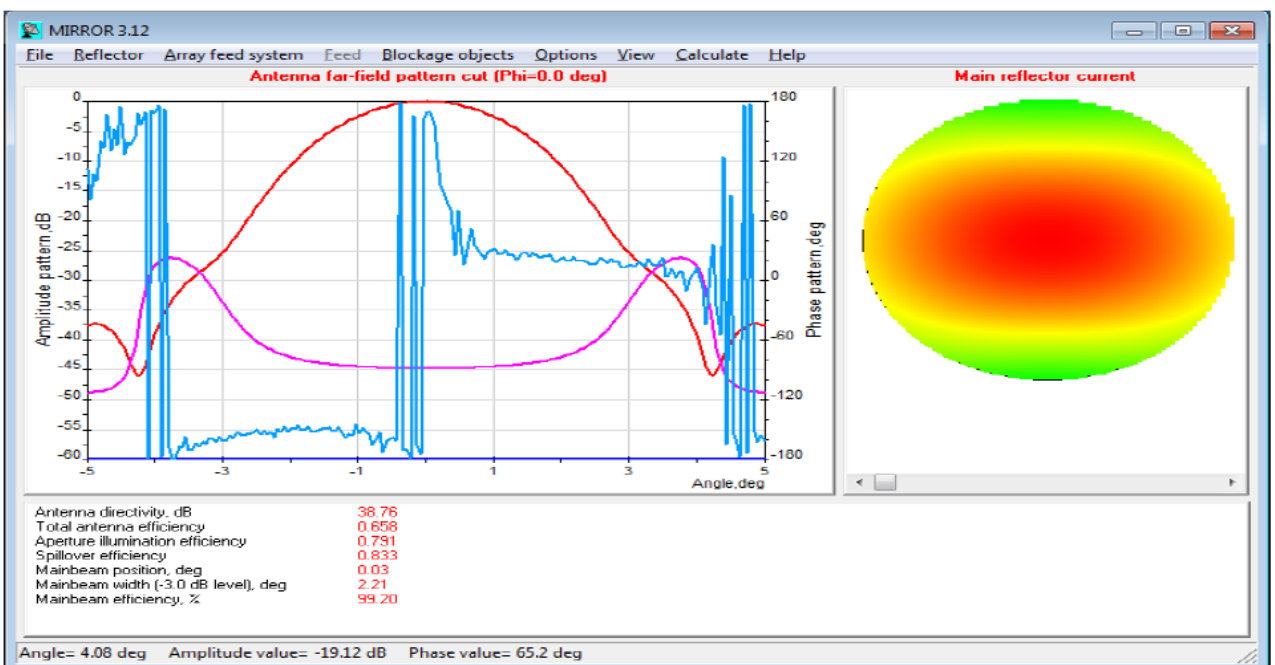 MIRROR 3.12
File Reflector Array feed system Feed Blockage objects Options View Calculate Help
Antenna far-field pattern cut (Phi=0.0 deg)
Main reflector current
0
-5
-10
-15
-20
-25
-30
-35
-40
-45
-50
-55
-60
Amplitude pattern,dB
180
120
60
0
-60
-120
-180
Phase pattern,deg
-5 -3 -1 1 3 5
Angle,deg
Antenna directivity, dB 38.76
Total antenna efficiency 0.658
Aperture illumination efficiency 0.791
Spillover efficiency 0.833
Mainbeam position, deg 0.03
Mainbeam width (-3.0 dB level), deg 2.21
Mainbeam efficiency, % 99.20
Angle= 4.08 deg Amplitude value= -19.12 dB Phase value= 65.2 deg